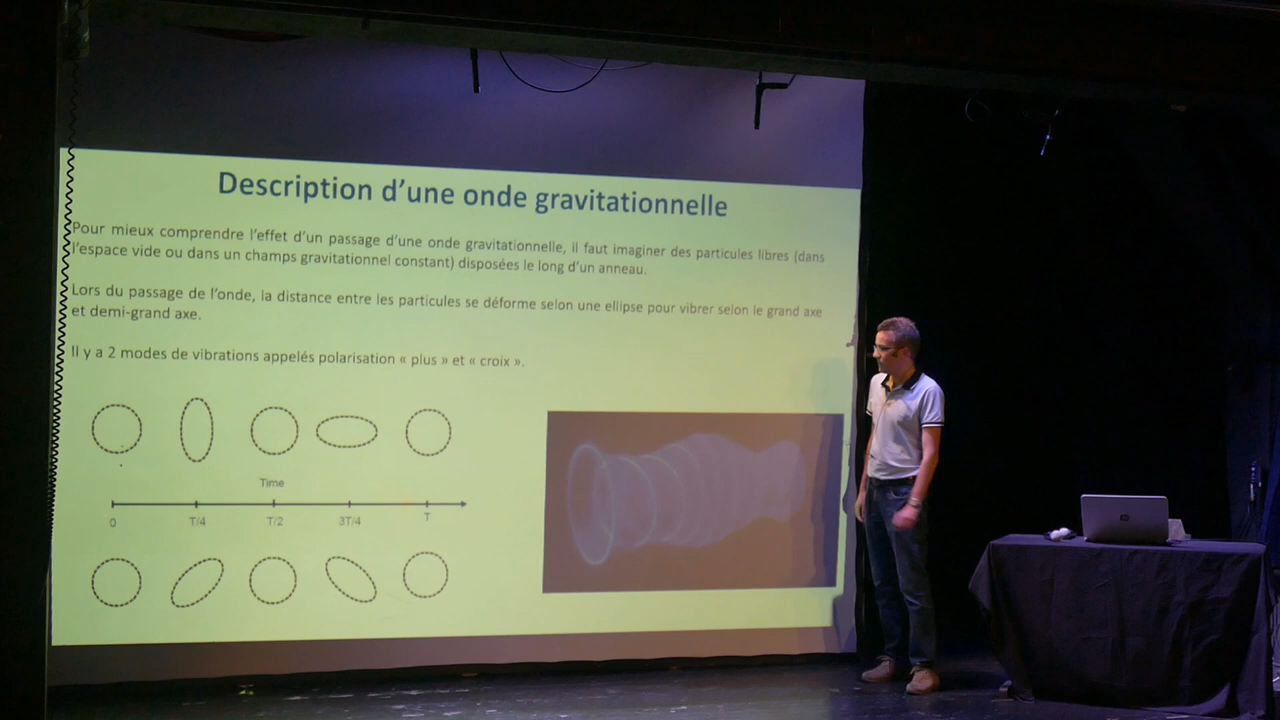 Description d'une onde gravitationnelle
Pour mieux comprendre l'effet d'un passage d'une onde gravitationnelle, il faut imaginer des particules libres (dans
l'espace vide ou dans un champs gravitationnel constant) disposées le long d'un anneau.
Lors du passage de l'onde, la distance entre les particules se déforme selon une ellipse pour vibrer selon le grand axe
et demi-grand axe.
Il y a 2 modes de vibrations appelés polarisation « plus » et « croix ».
Time
0 T/4 T/2 3T/4 T
hp